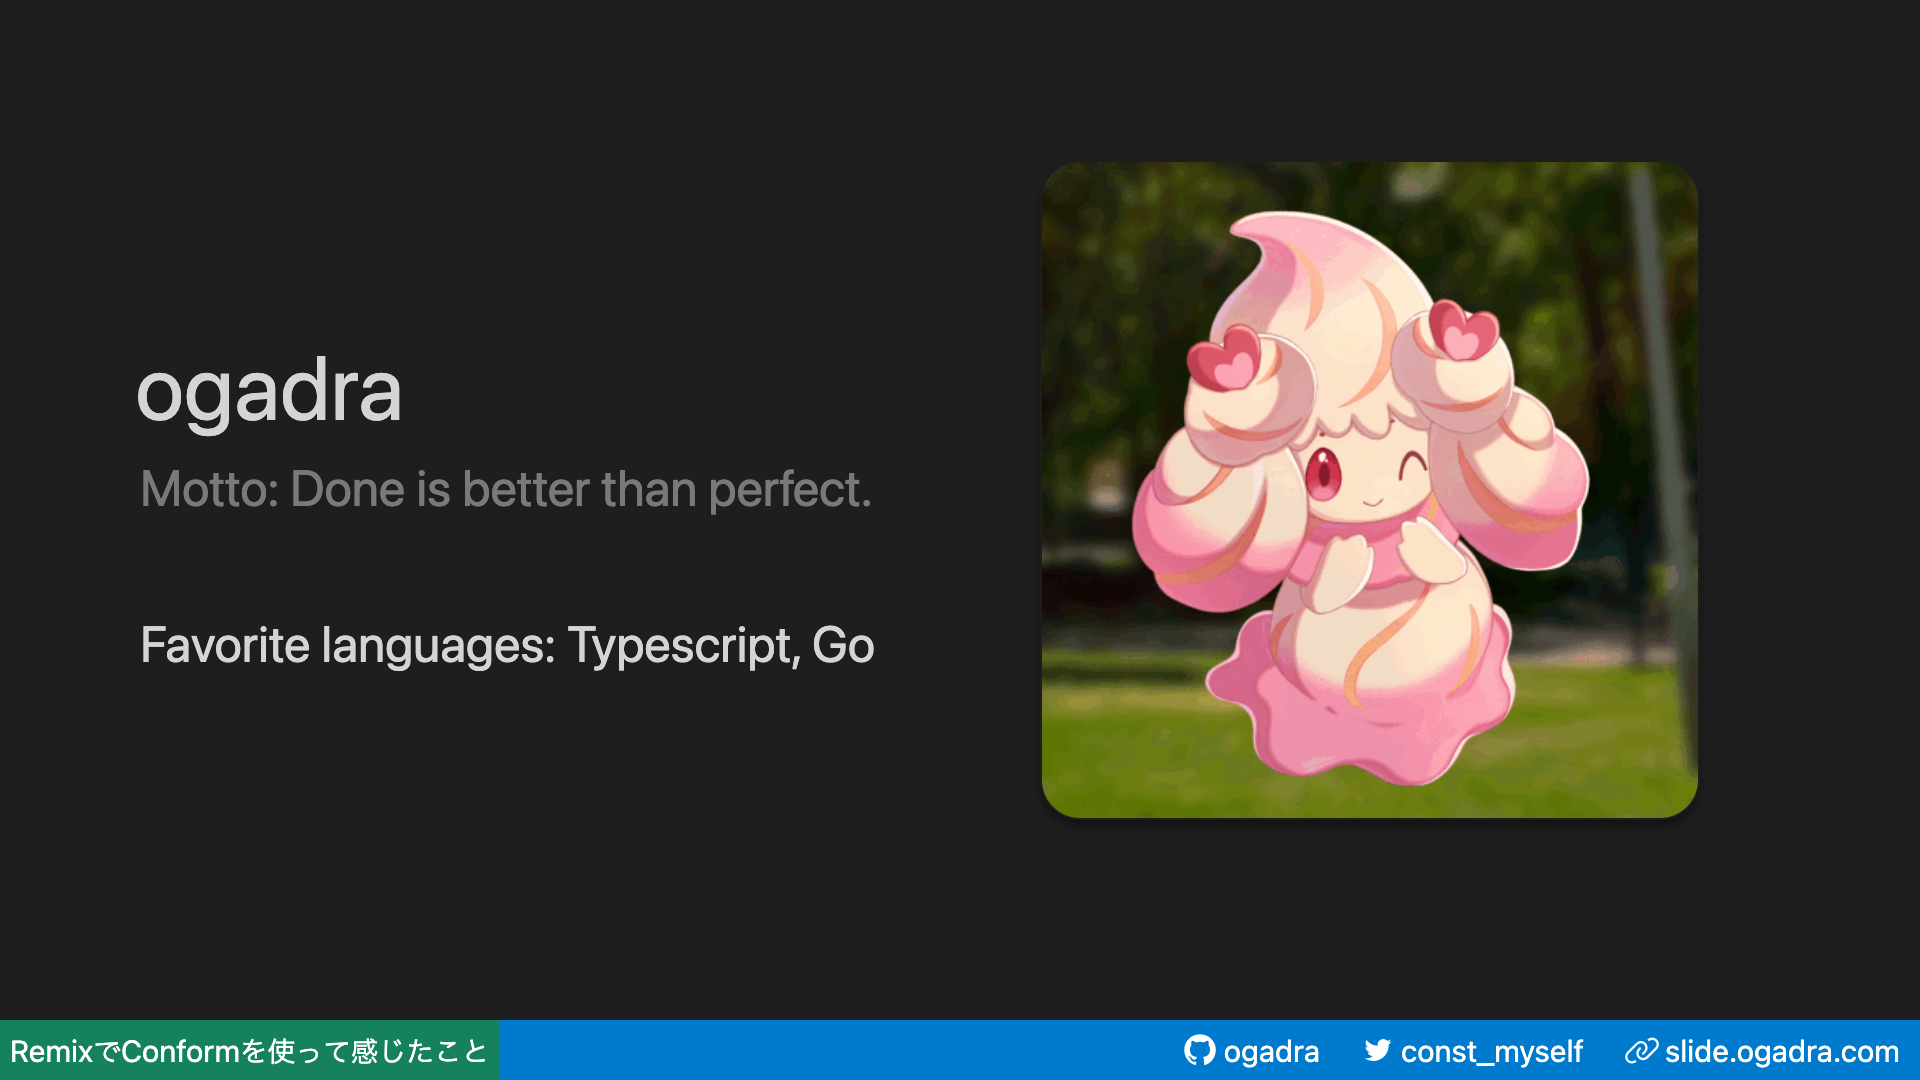 ogadra
Motto: Done is better than perfect.
Favorite languages: Typescript, Go
RemixでConformを使って感じたこと
ogadra
const_myself
slide.ogadra.com